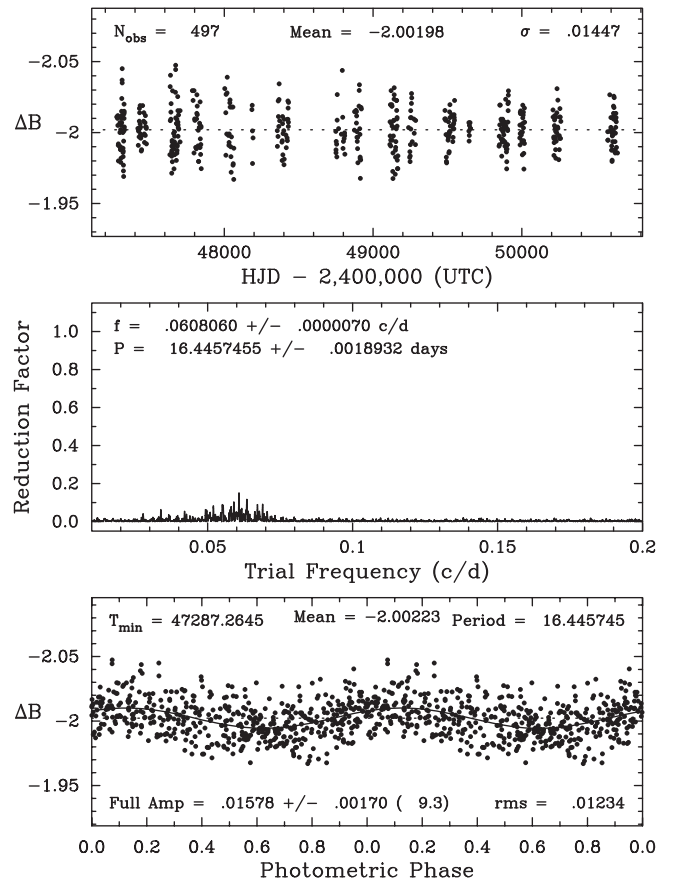 N_obs = 497 Mean = −2.00198 σ = .01447
−2.05
−2
−1.95
ΔB
48000 49000 50000
HJD − 2,400,000 (UTC)
f = .0608060 +/− .0000070 c/d
P = 16.4457455 +/− .0018932 days
1.0
0.8
0.6
0.4
0.2
0.0
Reduction Factor
0.05 0.1 0.15 0.2
Trial Frequency (c/d)
T_min = 47287.2645 Mean = −2.00223 Period = 16.445745
−2.05
−2
−1.95
ΔB
Full Amp = .01578 +/− .00170 ( 9.3) rms = .01234
0.0 0.2 0.4 0.6 0.8 0.0 0.2 0.4 0.6 0.8 0.0
Photometric Phase